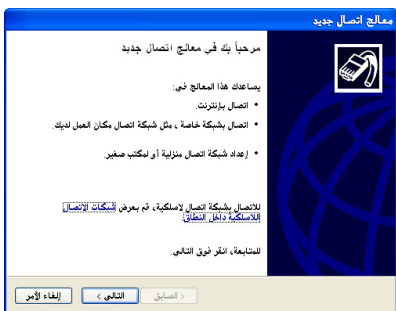 معالج اتصال جديد
مرحباً بك في معالج اتصال جديد
يساعدك هذا المعالج في:
• اتصال بإنترنت.
• اتصال بشبكة خاصة ، مثل شبكة اتصال مكان العمل لديك.
• إعداد شبكة اتصال منزلية أو لمكتب صغير.
للاتصال بشبكة اتصال لاسلكية، قم بعرض شبكات الاتصال
اللاسلكية داخل النطاق
للمتابعة، انقر فوق التالي.
< السابق
التالي >
إلغاء الأمر